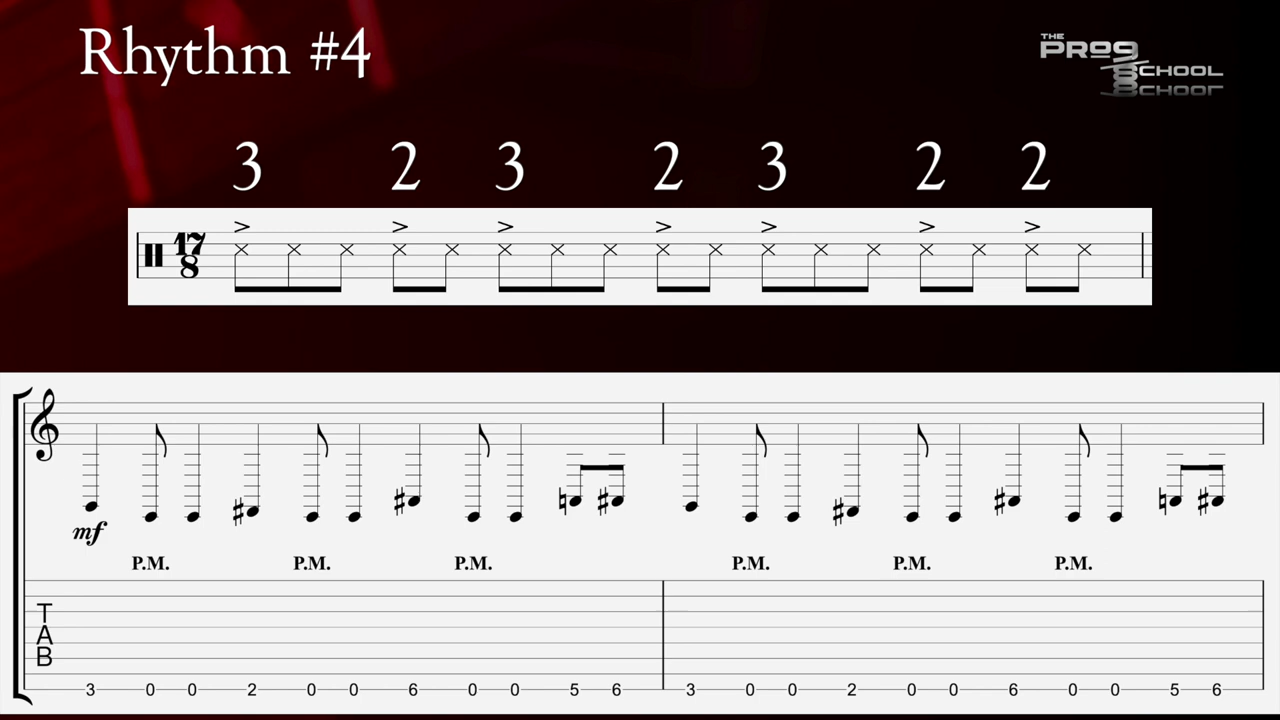 Rhythm #4
THE PROG SCHOOL
3 2 3 2 3 2 2
17
8
mf
P.M. P.M. P.M. P.M. P.M. P.M.
T
A
B
3 0 0 2 0 0 6 0 0 5 6 3 0 0 2 0 0 6 0 0 5 6